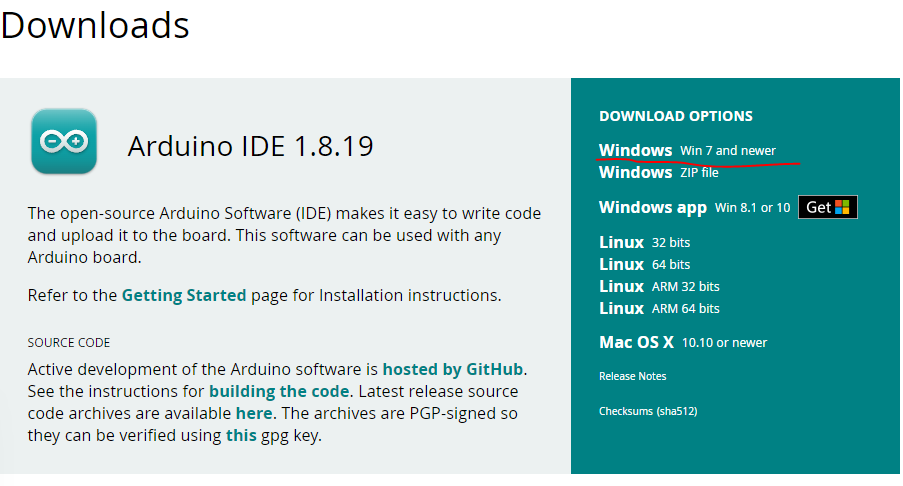 Downloads
Arduino IDE 1.8.19
The open-source Arduino Software (IDE) makes it easy to write code
and upload it to the board. This software can be used with any
Arduino board.
Refer to the Getting Started page for Installation instructions.
SOURCE CODE
Active development of the Arduino software is hosted by GitHub.
See the instructions for building the code. Latest release source
code archives are available here. The archives are PGP-signed so
they can be verified using this gpg key.
DOWNLOAD OPTIONS
Windows Win 7 and newer
Windows ZIP file
Windows app Win 8.1 or 10 Get
Linux 32 bits
Linux 64 bits
Linux ARM 32 bits
Linux ARM 64 bits
Mac OS X 10.10 or newer
Release Notes
Checksums (sha512)